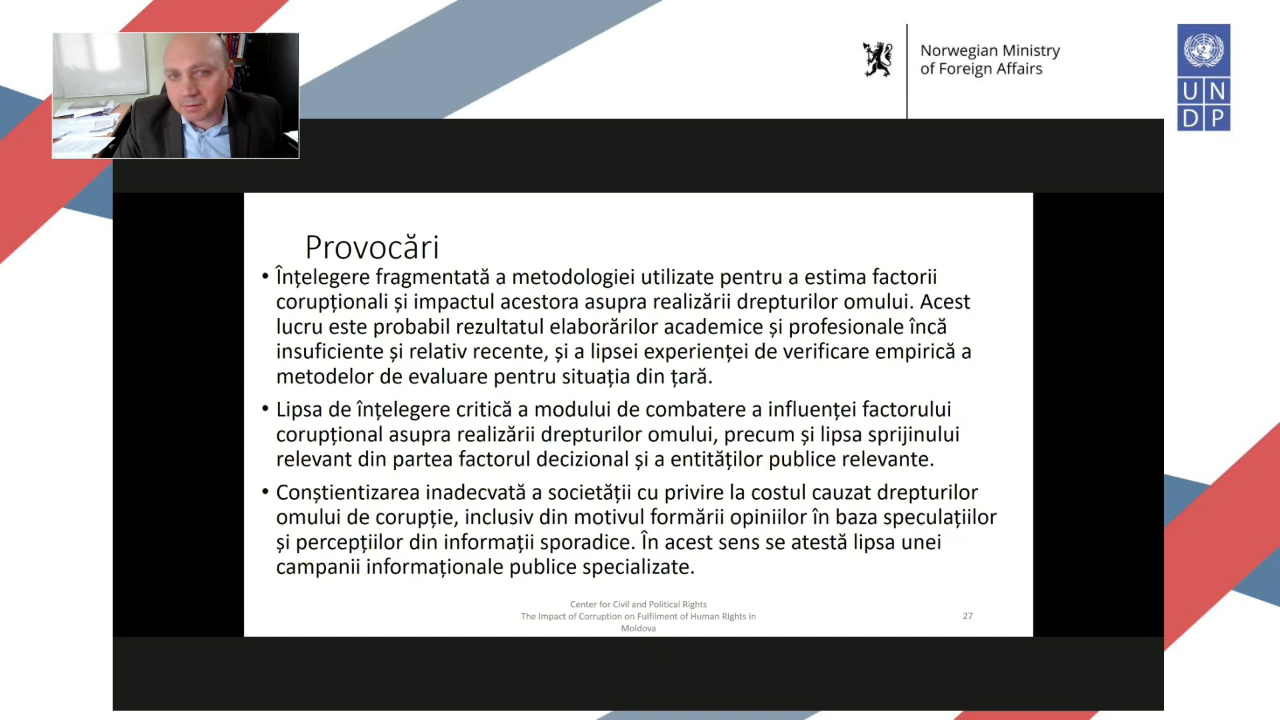 Norwegian Ministry
of Foreign Affairs
U N
D P
Provocări
• Înțelegere fragmentată a metodologiei utilizate pentru a estima factorii
corupționali și impactul acestora asupra realizării drepturilor omului. Acest
lucru este probabil rezultatul elaborărilor academice și profesionale încă
insuficiente și relativ recente, și a lipsei experienței de verificare empirică a
metodelor de evaluare pentru situația din țară.
• Lipsa de înțelegere critică a modului de combatere a influenței factorului
corupțional asupra realizării drepturilor omului, precum și lipsa sprijinului
relevant din partea factorul decizional și a entităților publice relevante.
• Conștientizarea inadecvată a societății cu privire la costul cauzat drepturilor
omului de corupție, inclusiv din motivul formării opiniilor în baza speculațiilor
și percepțiilor din informații sporadice. În acest sens se atestă lipsa unei
campanii informaționale publice specializate.
Center for Civil and Political Rights
The Impact of Corruption on Fulfilment of Human RIghts in
Moldova
27